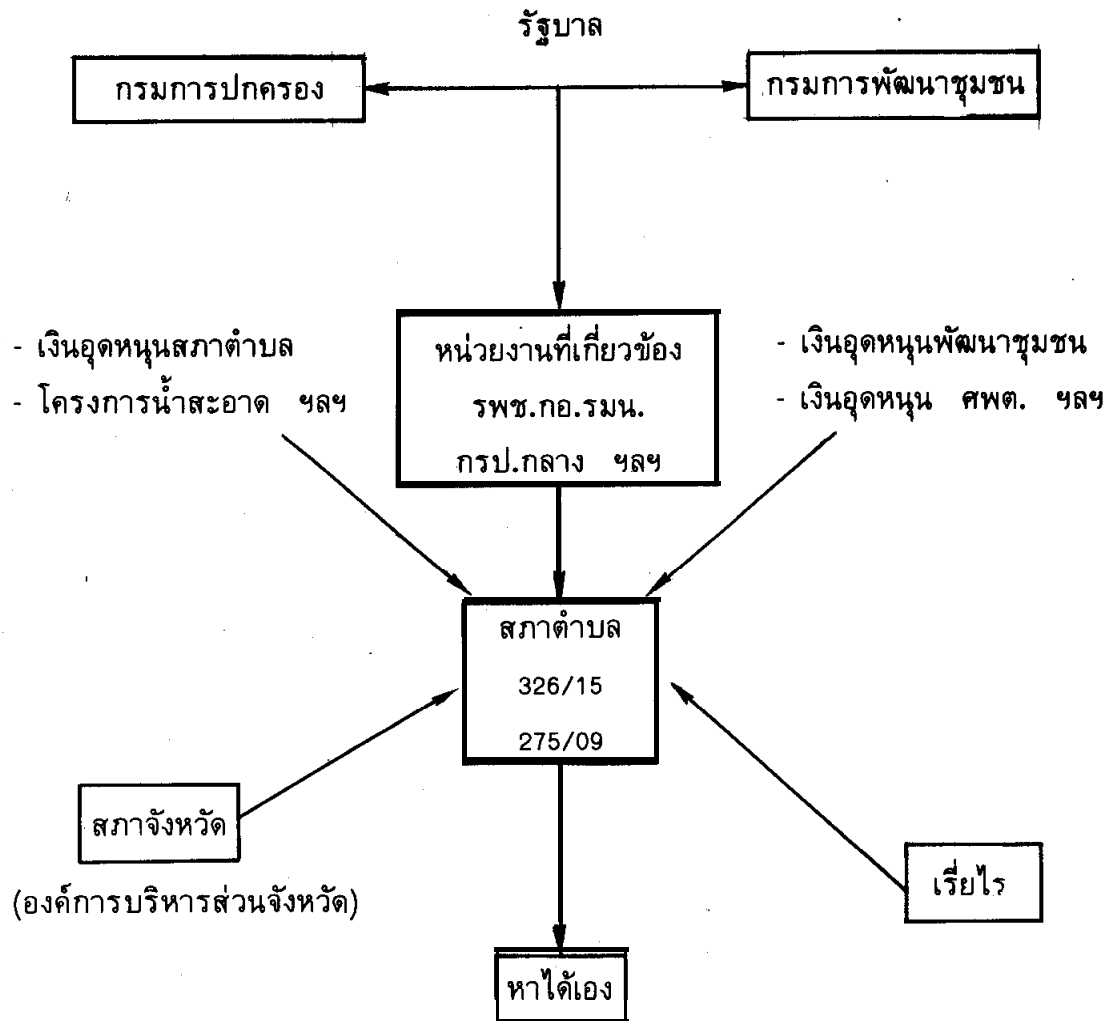 รัฐบาล
กรมการปกครอง
กรมการพัฒนาชุมชน
- เงินอุดหนุนสภาตำบล
- โครงการน้ำสะอาด ฯลฯ
หน่วยงานที่เกี่ยวข้อง
รพช.กอ.รมน.
กรป.กลาง ฯลฯ
- เงินอุดหนุนพัฒนาชุมชน
- เงินอุดหนุน ศพต. ฯลฯ
สภาตำบล
326/15
275/09
สภาจังหวัด
(องค์การบริหารส่วนจังหวัด)
เรี่ยไร
หาได้เอง